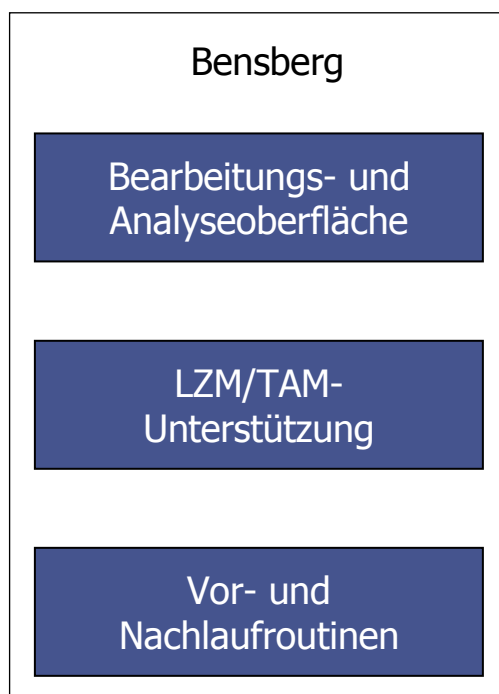 Bensberg
Bearbeitungs- und
Analyseoberfläche
LZM/TAM-
Unterstützung
Vor- und
Nachlaufroutinen